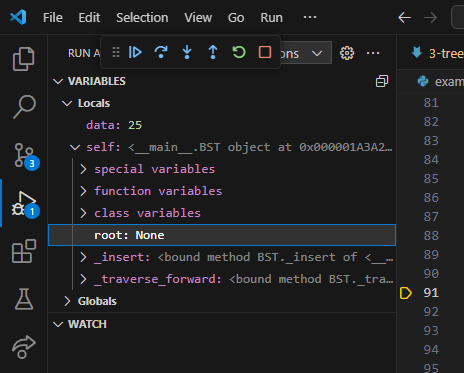 File Edit Selection View Go Run ···
RUN A
ons
VARIABLES
Locals
data: 25
self: <__main__.BST object at 0x000001A3A2…
special variables
function variables
class variables
root: None
_insert: <bound method BST._insert of <__…
_traverse_forward: <bound method BST._tra…
Globals
WATCH
3
1
3-tree
exam
81
82
83
84
85
86
87
88
89
90
91
92
93
94
95